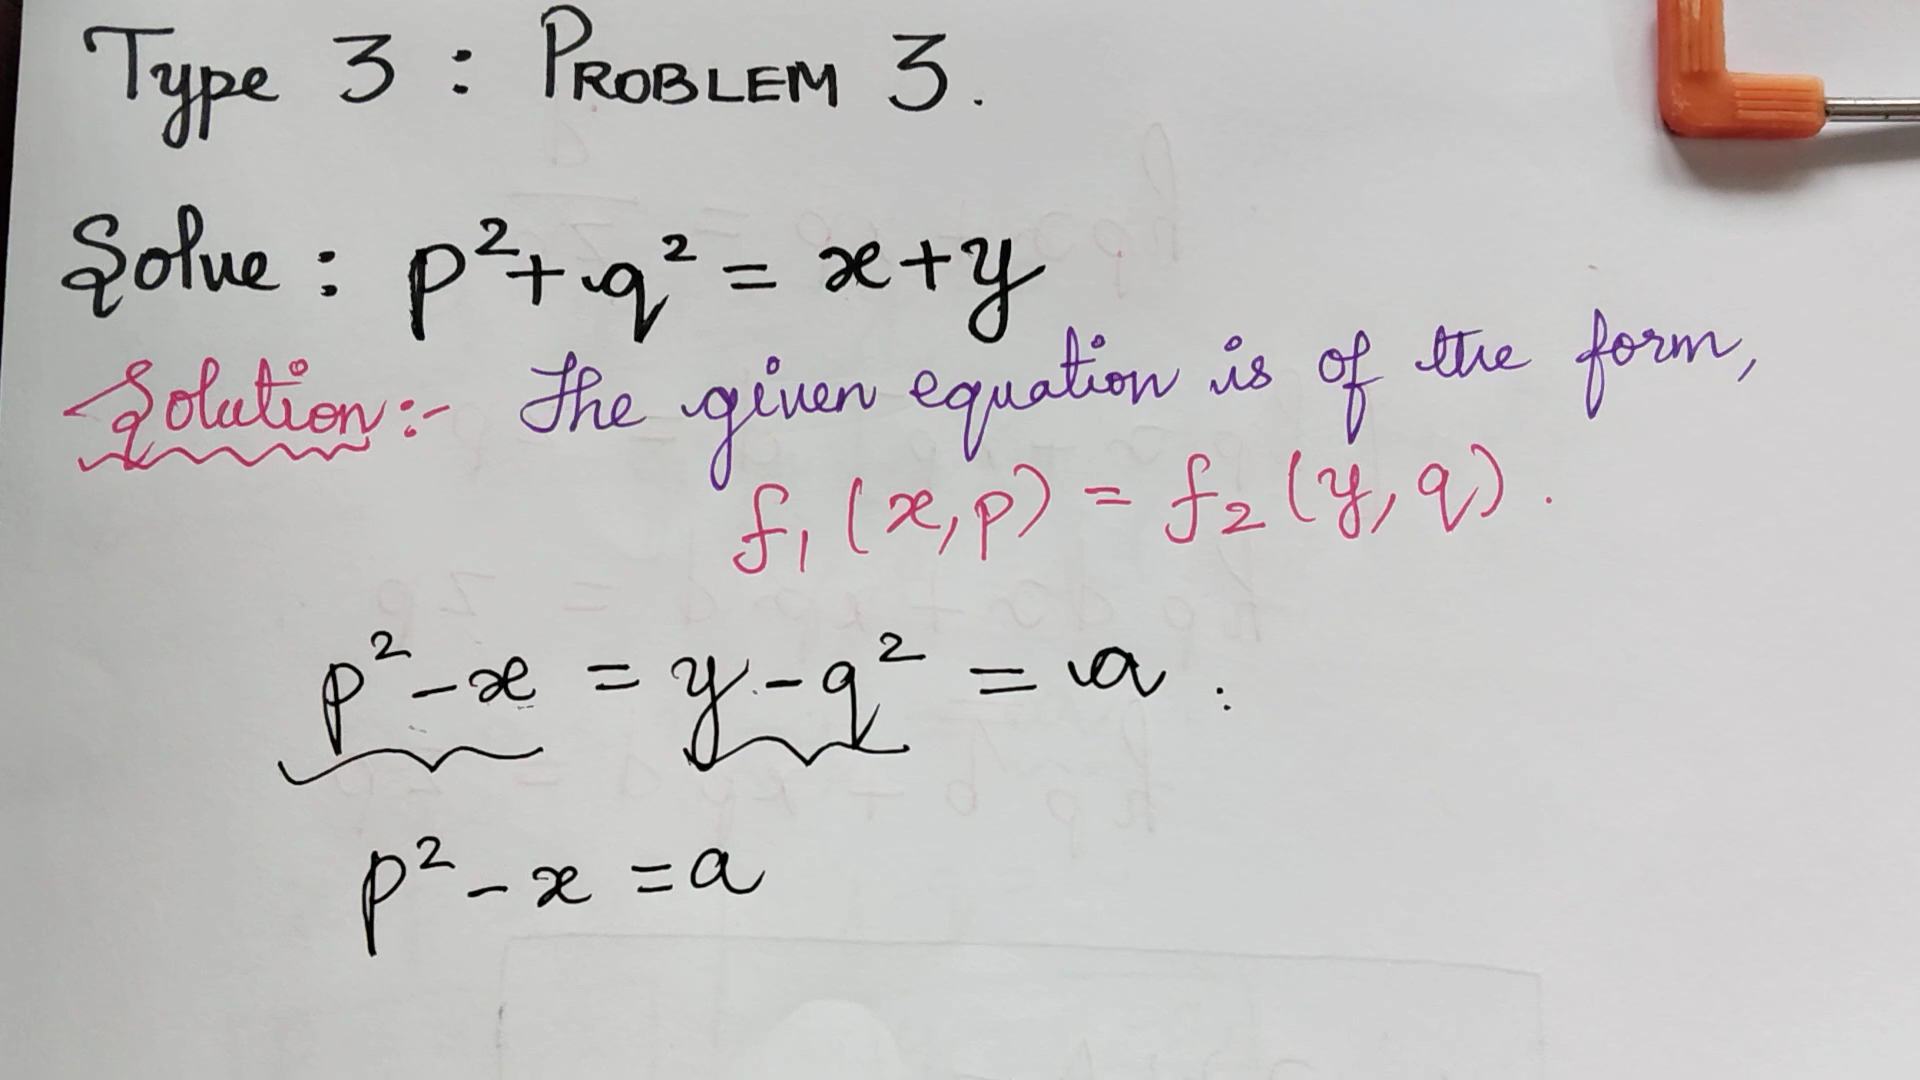 Type 3 : PROBLEM 3.
Solve : p²+q² = x+y
Solution:- The given equation is of the form,
f₁(x,p) = f₂(y,q).
p²-x = y-q² = a .
p²-x = a